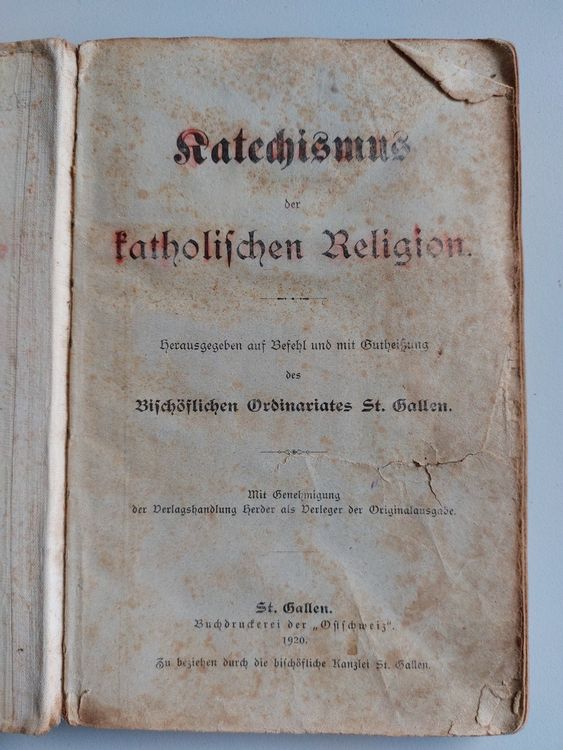 Katechismus
der
katholischen Religion.
Herausgegeben auf Befehl und mit Gutheißung
des
Bischöflichen Ordinariates St. Gallen.
Mit Genehmigung
der Verlagshandlung Herder als Verleger der Originalausgabe.
St. Gallen.
Buchdruckerei der „Ostschweiz".
1920.
Zu beziehen durch die bischöfliche Kanzlei St. Gallen.